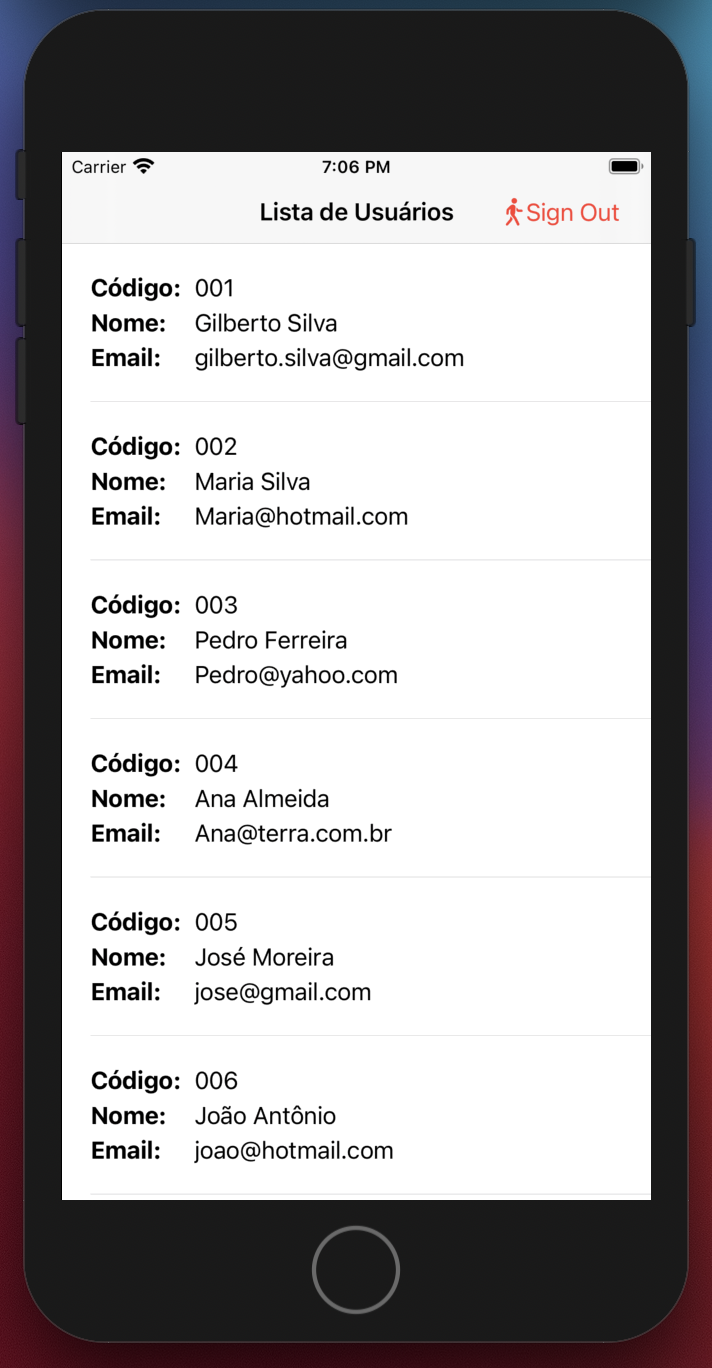 Carrier 7:06 PM
Lista de Usuários Sign Out
Código: 001
Nome: Gilberto Silva
Email: gilberto.silva@gmail.com
Código: 002
Nome: Maria Silva
Email: Maria@hotmail.com
Código: 003
Nome: Pedro Ferreira
Email: Pedro@yahoo.com
Código: 004
Nome: Ana Almeida
Email: Ana@terra.com.br
Código: 005
Nome: José Moreira
Email: jose@gmail.com
Código: 006
Nome: João Antônio
Email: joao@hotmail.com